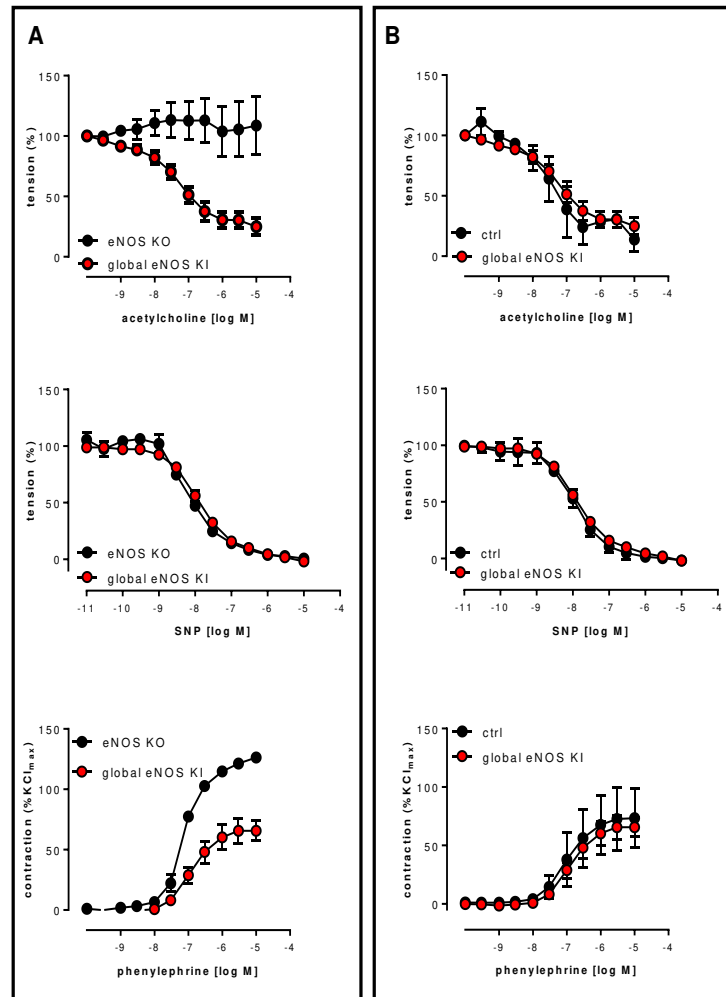 A
150
100
50
0
tension (%)
eNOS KO
global eNOS KI
-9 -8 -7 -6 -5 -4
acetylcholine [log M]
150
100
50
0
tension (%)
eNOS KO
global eNOS KI
-11 -10 -9 -8 -7 -6 -5 -4
SNP [log M]
150
100
50
0
contraction (%KCl_max)
eNOS KO
global eNOS KI
-9 -8 -7 -6 -5 -4
phenylephrine [log M]
B
150
100
50
0
tension (%)
ctrl
global eNOS KI
-9 -8 -7 -6 -5 -4
acetylcholine [log M]
150
100
50
0
tension (%)
ctrl
global eNOS KI
-11 -10 -9 -8 -7 -6 -5 -4
SNP [log M]
150
100
50
0
contraction (%KCl_max)
ctrl
global eNOS KI
-9 -8 -7 -6 -5 -4
phenylephrine [log M]